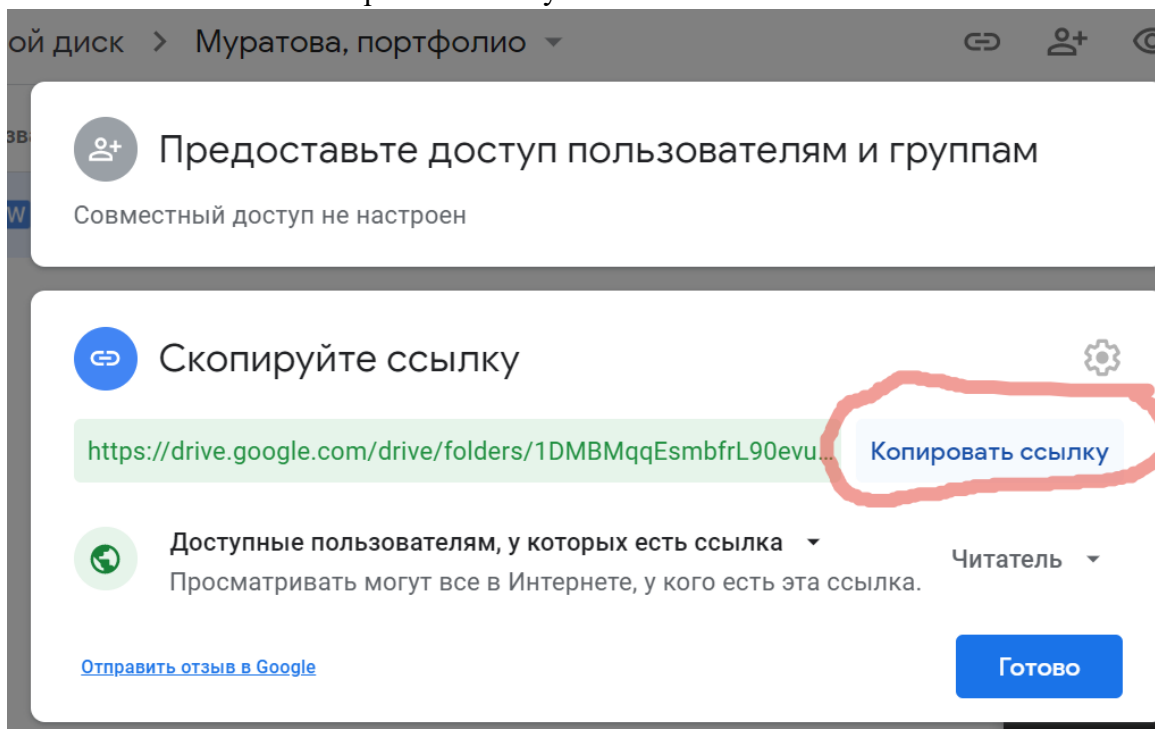 ой диск > Муратова, портфолио
зв
Предоставьте доступ пользователям и группам
W
Совместный доступ не настроен
Скопируйте ссылку
https://drive.google.com/drive/folders/1DMBMqqEsmbfrL90evu... Копировать ссылку
Доступные пользователям, у которых есть ссылка
Читатель
Просматривать могут все в Интернете, у кого есть эта ссылка.
Отправить отзыв в Google
Готово